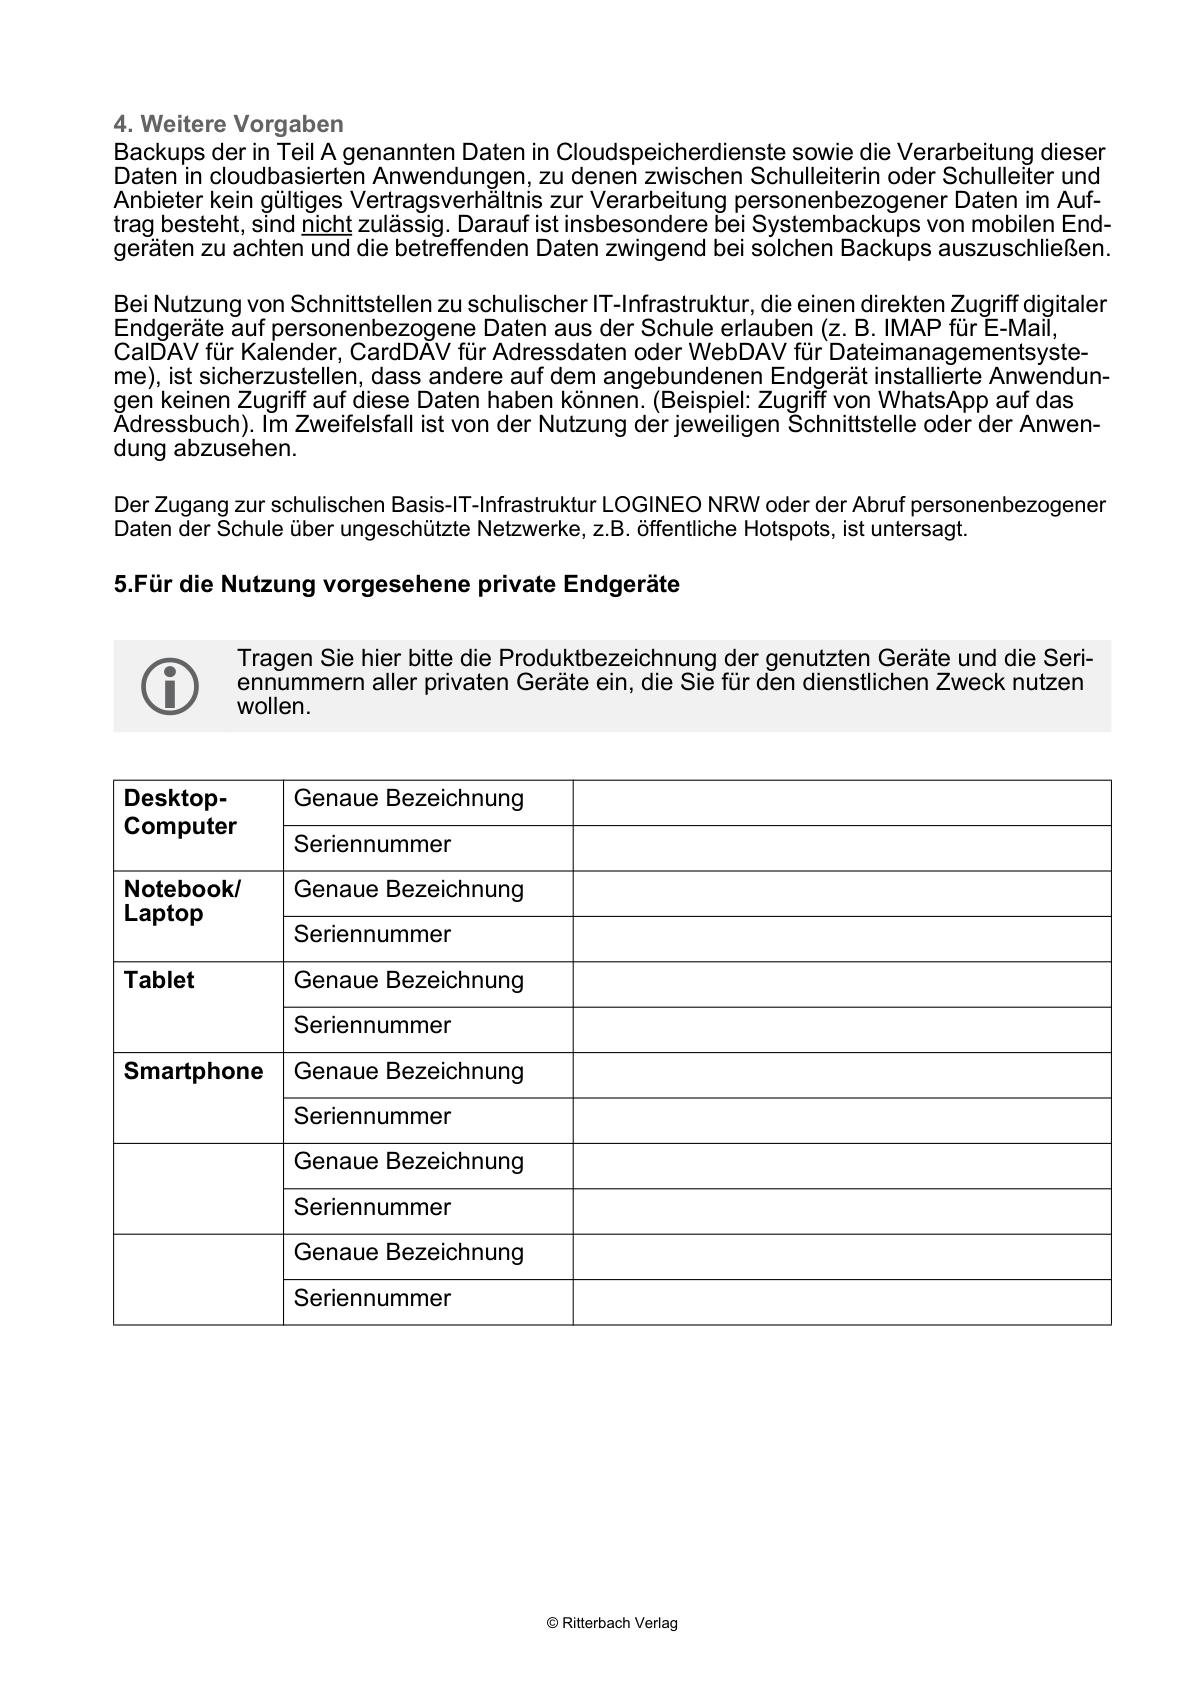 4. Weitere Vorgaben
Backups der in Teil A genannten Daten in Cloudspeicherdienste sowie die Verarbeitung dieser
Daten in cloudbasierten Anwendungen, zu denen zwischen Schulleiterin oder Schulleiter und
Anbieter kein gültiges Vertragsverhältnis zur Verarbeitung personenbezogener Daten im Auf-
trag besteht, sind nicht zulässig. Darauf ist insbesondere bei Systembackups von mobilen End-
geräten zu achten und die betreffenden Daten zwingend bei solchen Backups auszuschließen.
Bei Nutzung von Schnittstellen zu schulischer IT-Infrastruktur, die einen direkten Zugriff digitaler
Endgeräte auf personenbezogene Daten aus der Schule erlauben (z. B. IMAP für E-Mail,
CalDAV für Kalender, CardDAV für Adressdaten oder WebDAV für Dateimanagementsyste-
me), ist sicherzustellen, dass andere auf dem angebundenen Endgerät installierte Anwendun-
gen keinen Zugriff auf diese Daten haben können. (Beispiel: Zugriff von WhatsApp auf das
Adressbuch). Im Zweifelsfall ist von der Nutzung der jeweiligen Schnittstelle oder der Anwen-
dung abzusehen.
Der Zugang zur schulischen Basis-IT-Infrastruktur LOGINEO NRW oder der Abruf personenbezogener
Daten der Schule über ungeschützte Netzwerke, z.B. öffentliche Hotspots, ist untersagt.
5.Für die Nutzung vorgesehene private Endgeräte
Tragen Sie hier bitte die Produktbezeichnung der genutzten Geräte und die Seri-
ennummern aller privaten Geräte ein, die Sie für den dienstlichen Zweck nutzen
wollen.
Desktop-
Computer
Genaue Bezeichnung
Seriennummer
Notebook/
Laptop
Genaue Bezeichnung
Seriennummer
Tablet
Genaue Bezeichnung
Seriennummer
Smartphone
Genaue Bezeichnung
Seriennummer
Genaue Bezeichnung
Seriennummer
Genaue Bezeichnung
Seriennummer
© Ritterbach Verlag